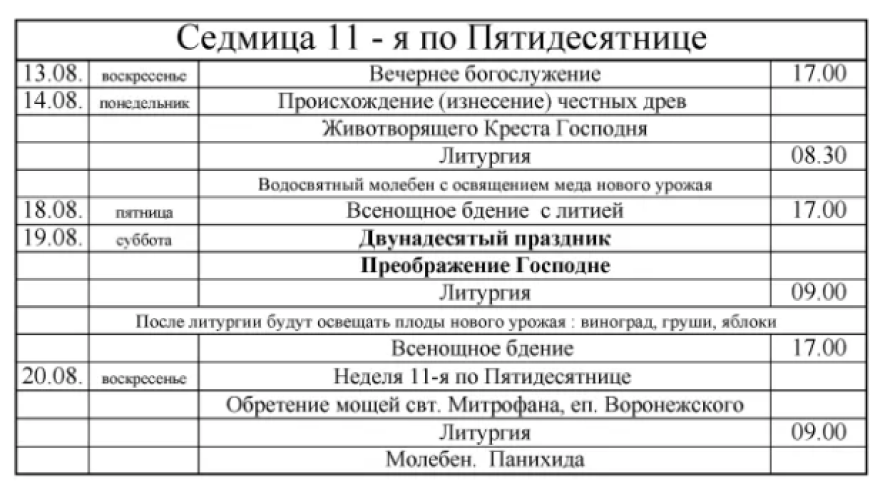 Седмица 11 - я по Пятидесятнице
13.08. воскресенье Вечернее богослужение 17.00
14.08. понедельник Происхождение (изнесение) честных древ
Животворящего Креста Господня
Литургия 08.30
Водосвятный молебен с освящением меда нового урожая
18.08. пятница Всенощное бдение с литией 17.00
19.08. суббота Двунадесятый праздник
Преображение Господне
Литургия 09.00
После литургии будут освещать плоды нового урожая : виноград, груши, яблоки
Всенощное бдение 17.00
20.08. воскресенье Неделя 11-я по Пятидесятнице
Обретение мощей свт. Митрофана, еп. Воронежского
Литургия 09.00
Молебен. Панихида